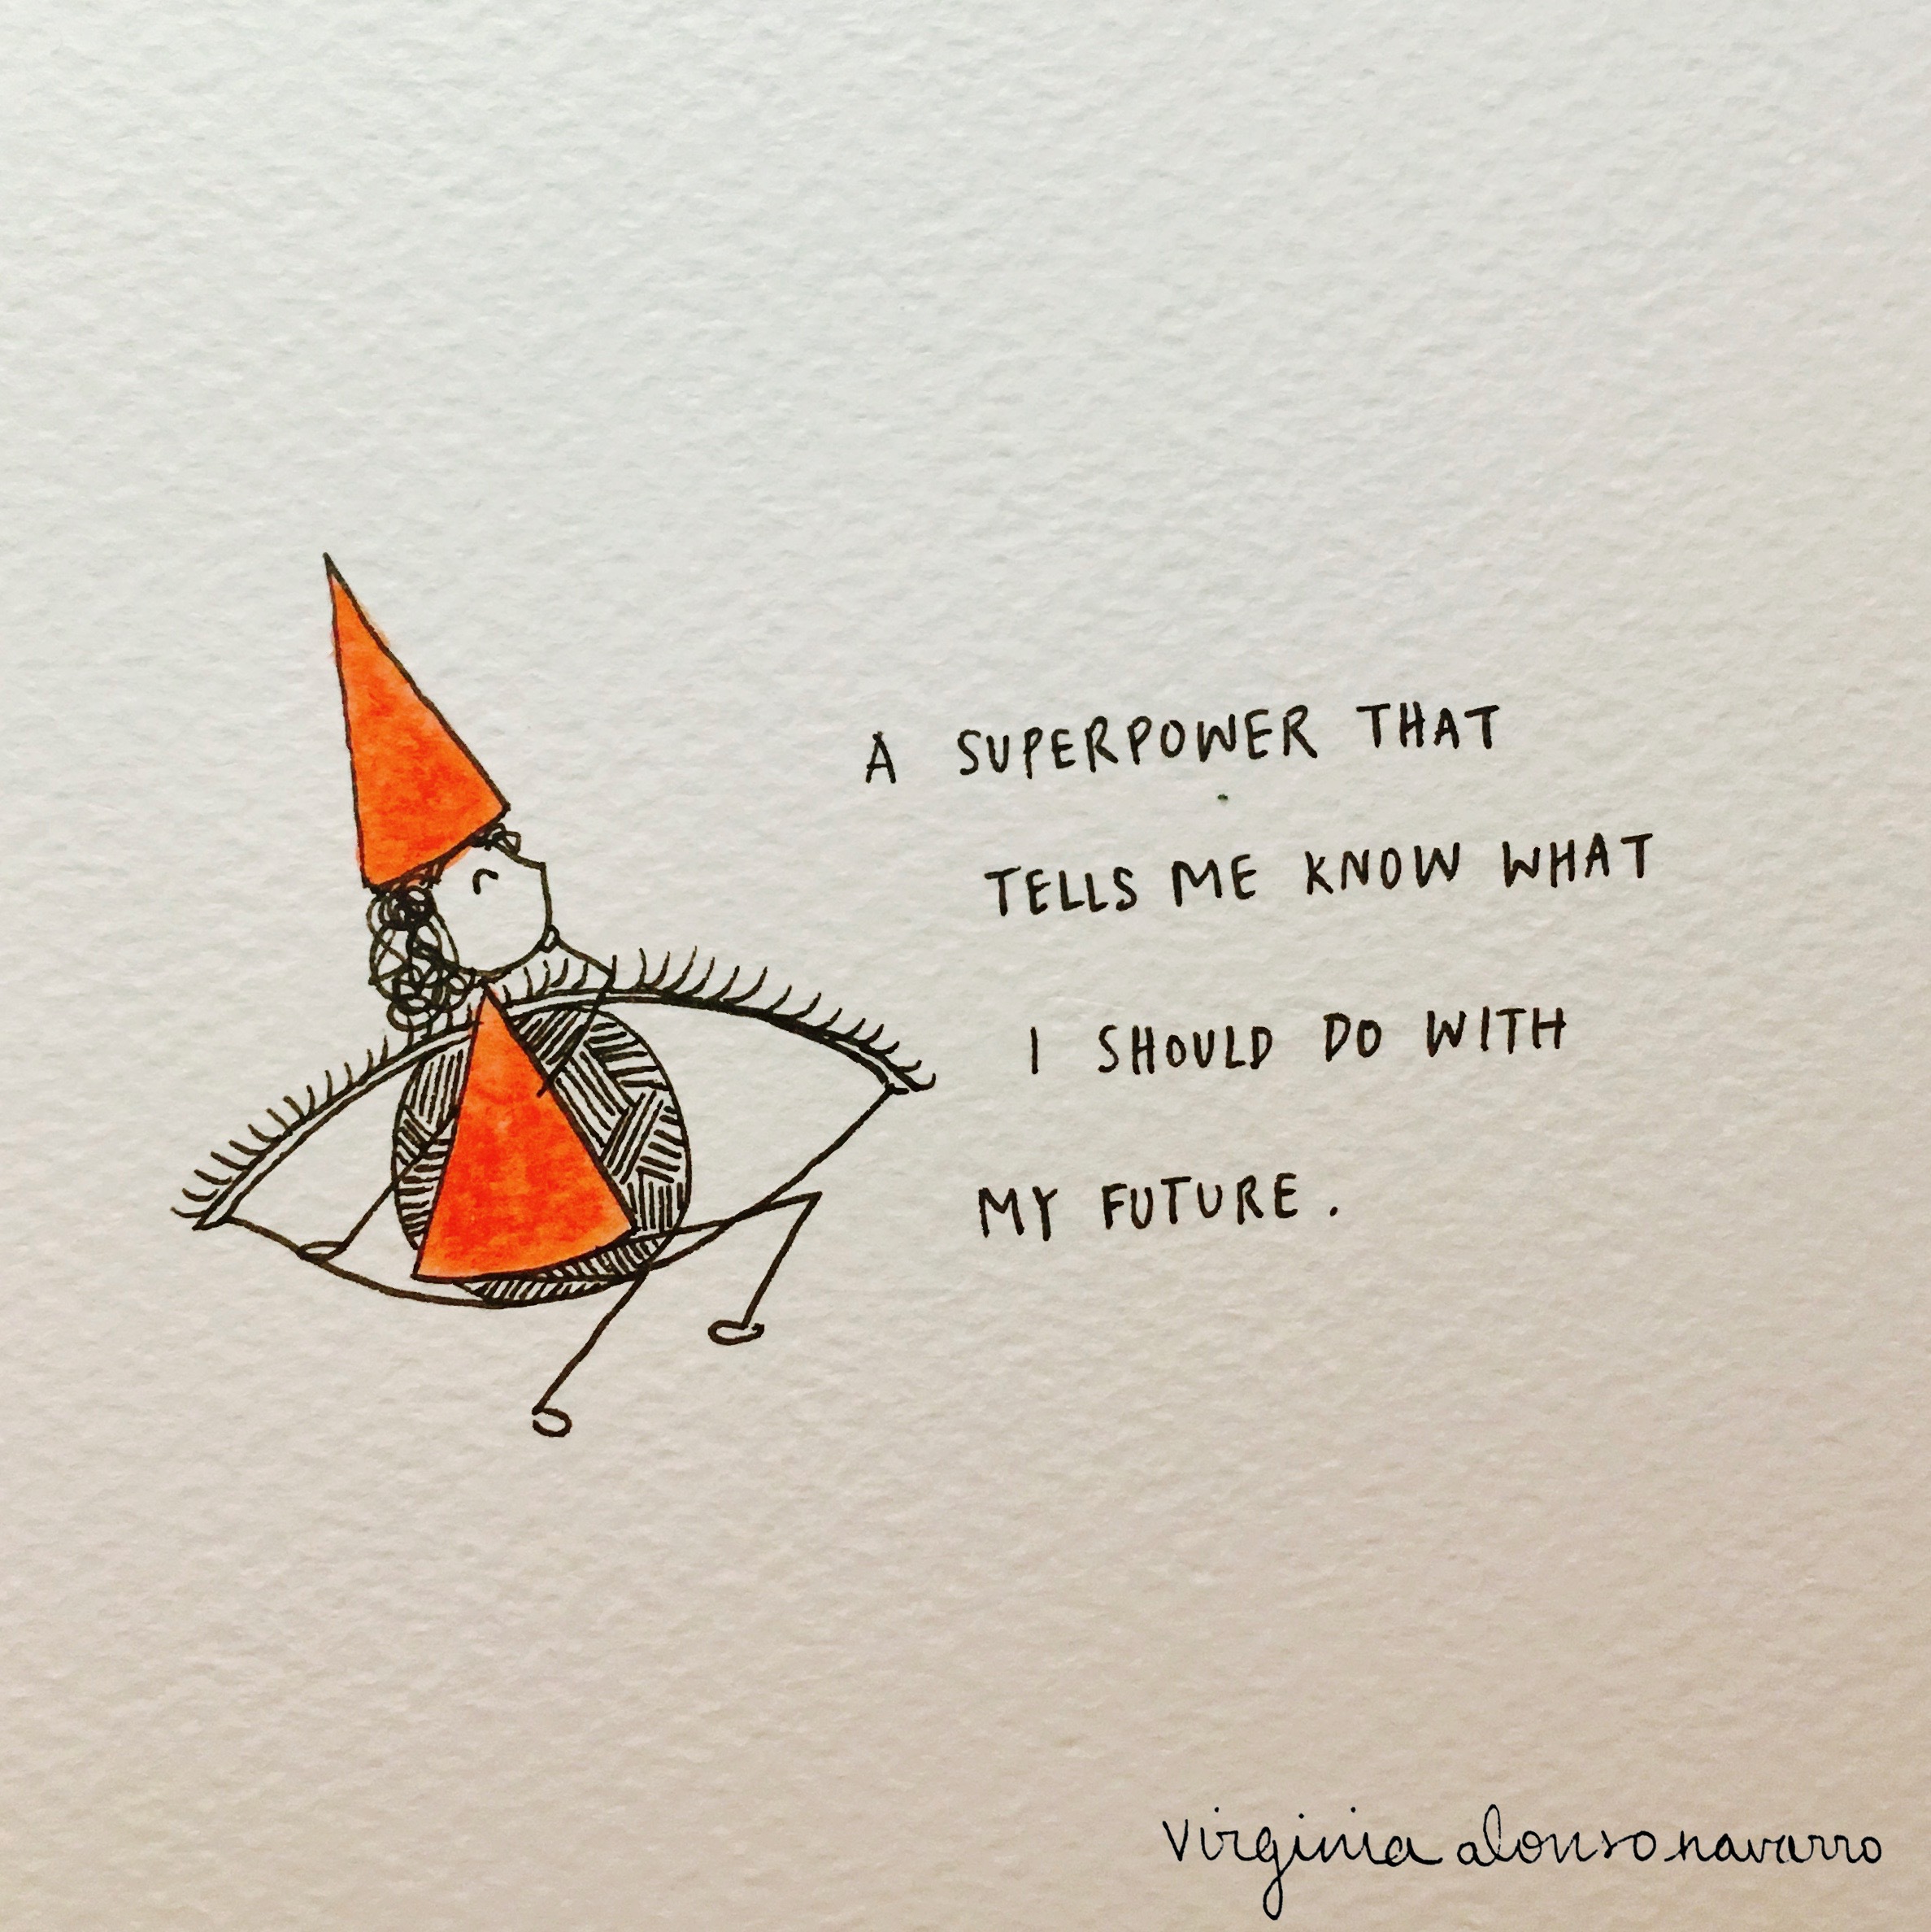 A SUPERPOWER THAT
TELLS ME KNOW WHAT
I SHOULD DO WITH
MY FUTURE.
Virginia alonso navarro